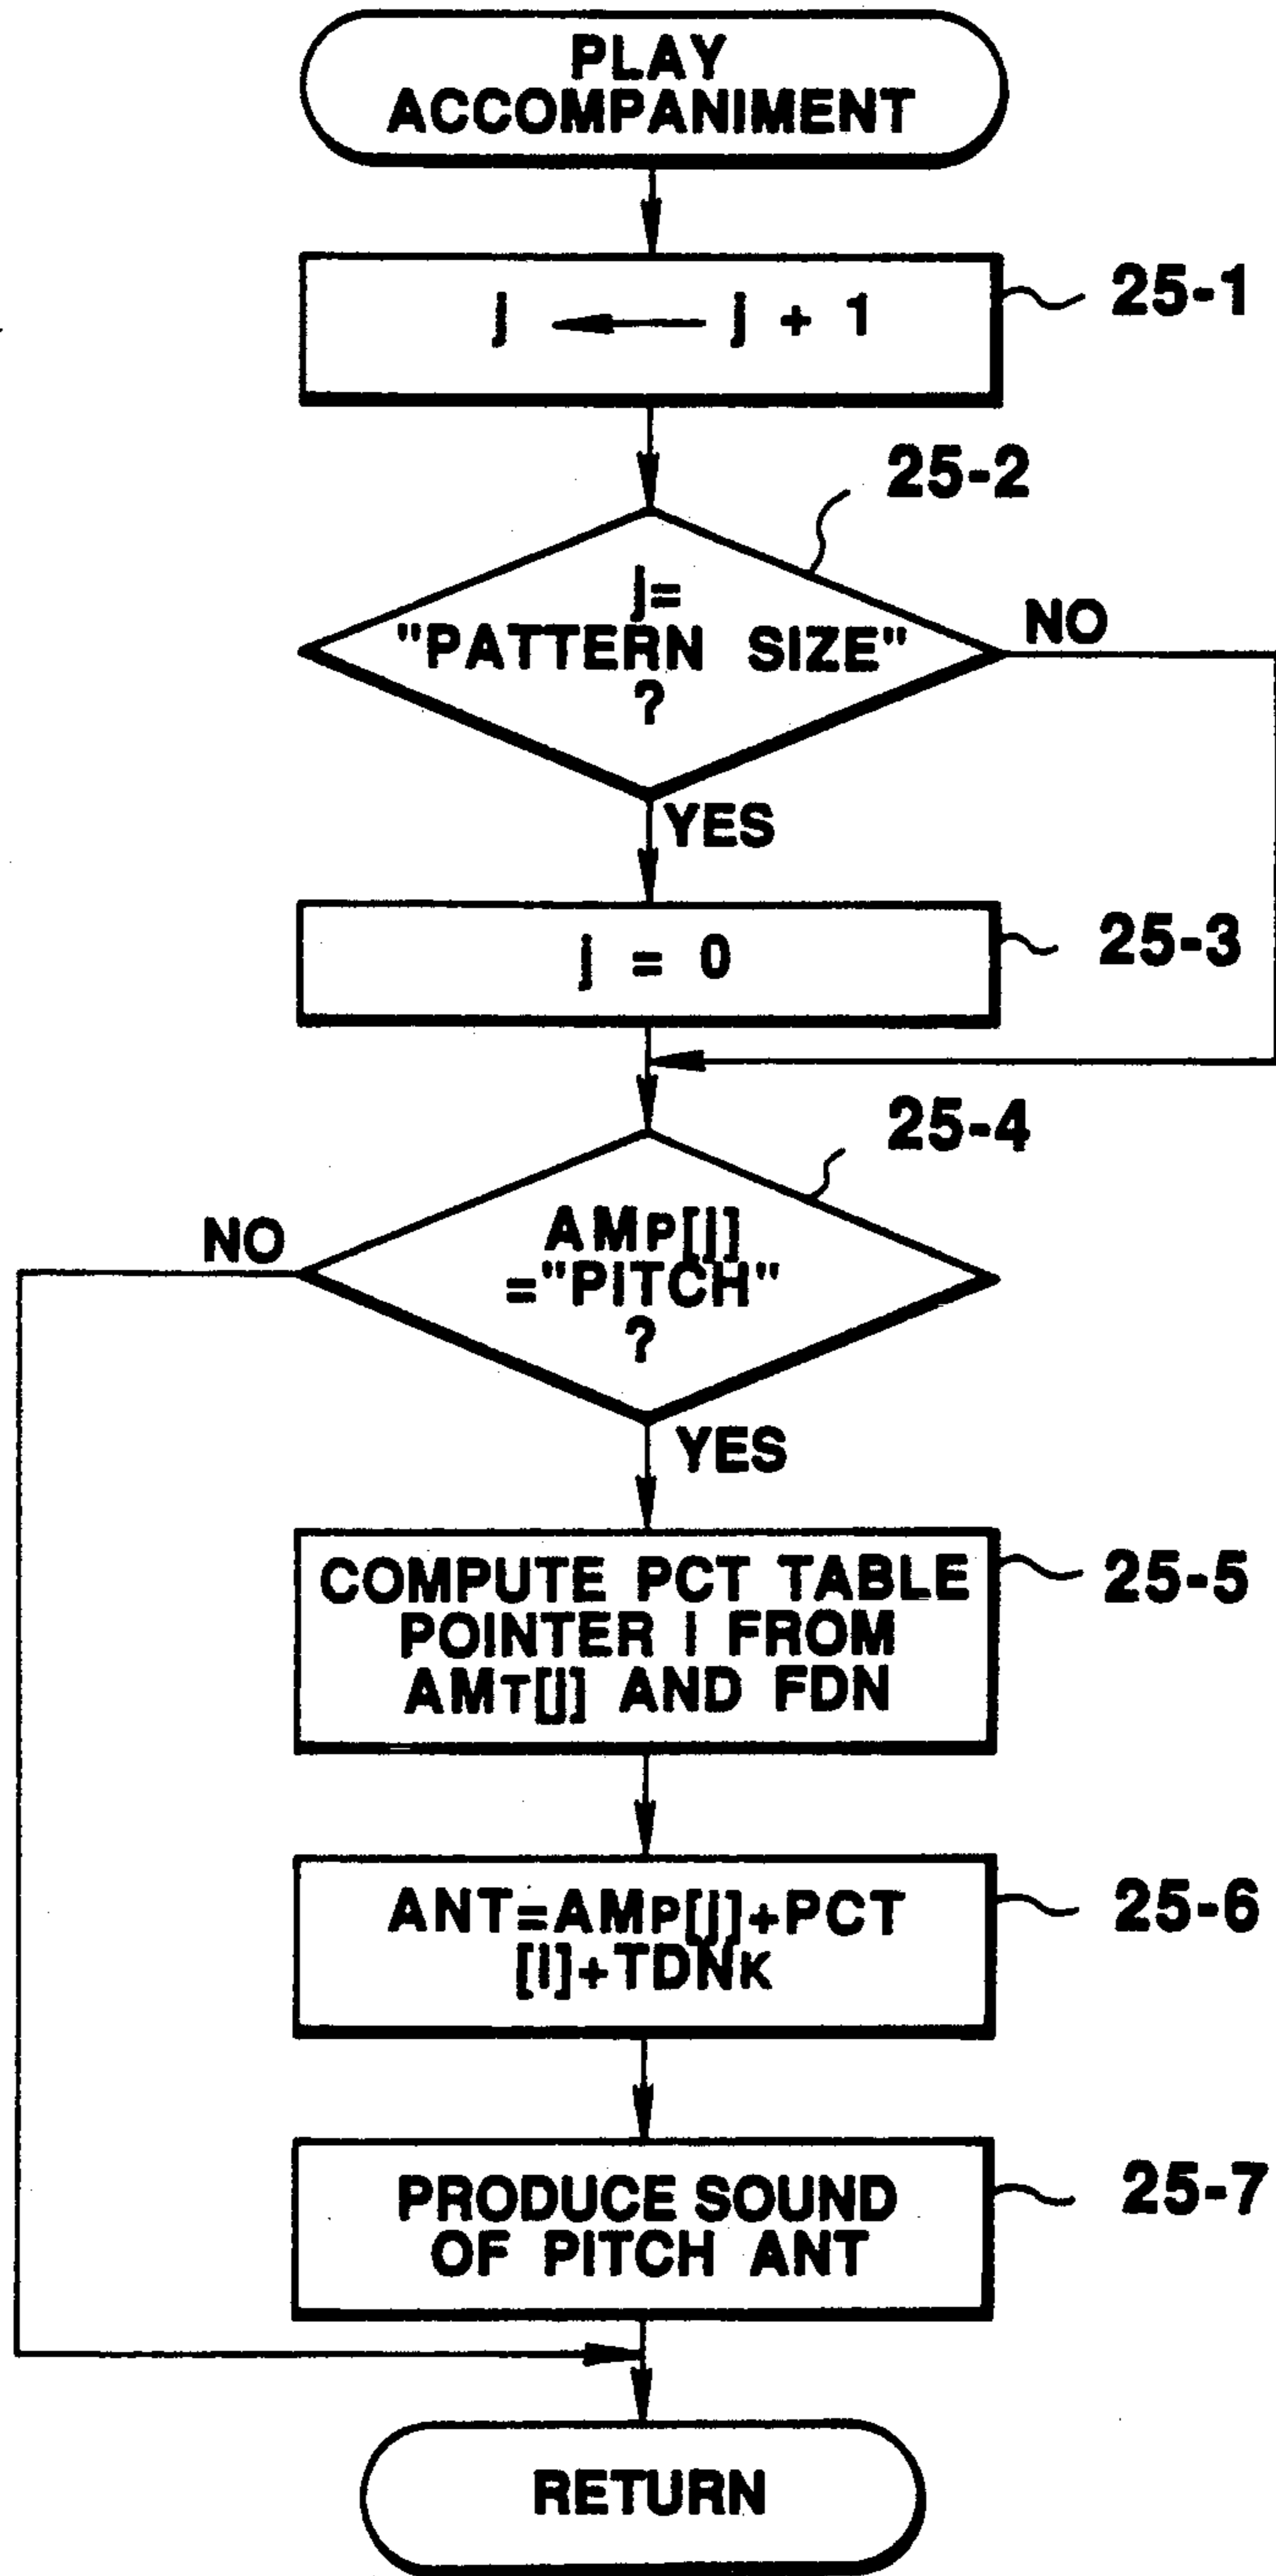 PLAY
ACCOMPANIMENT
j ← j + 1
25-1
25-2
j=
"PATTERN SIZE"
?
NO
YES
j = 0
25-3
25-4
AMP[j]
="PITCH"
?
NO
YES
COMPUTE PCT TABLE
POINTER I FROM
AMT[j] AND FDN
25-5
ANT=AMP[j]+PCT
[I]+TDNK
25-6
PRODUCE SOUND
OF PITCH ANT
25-7
RETURN